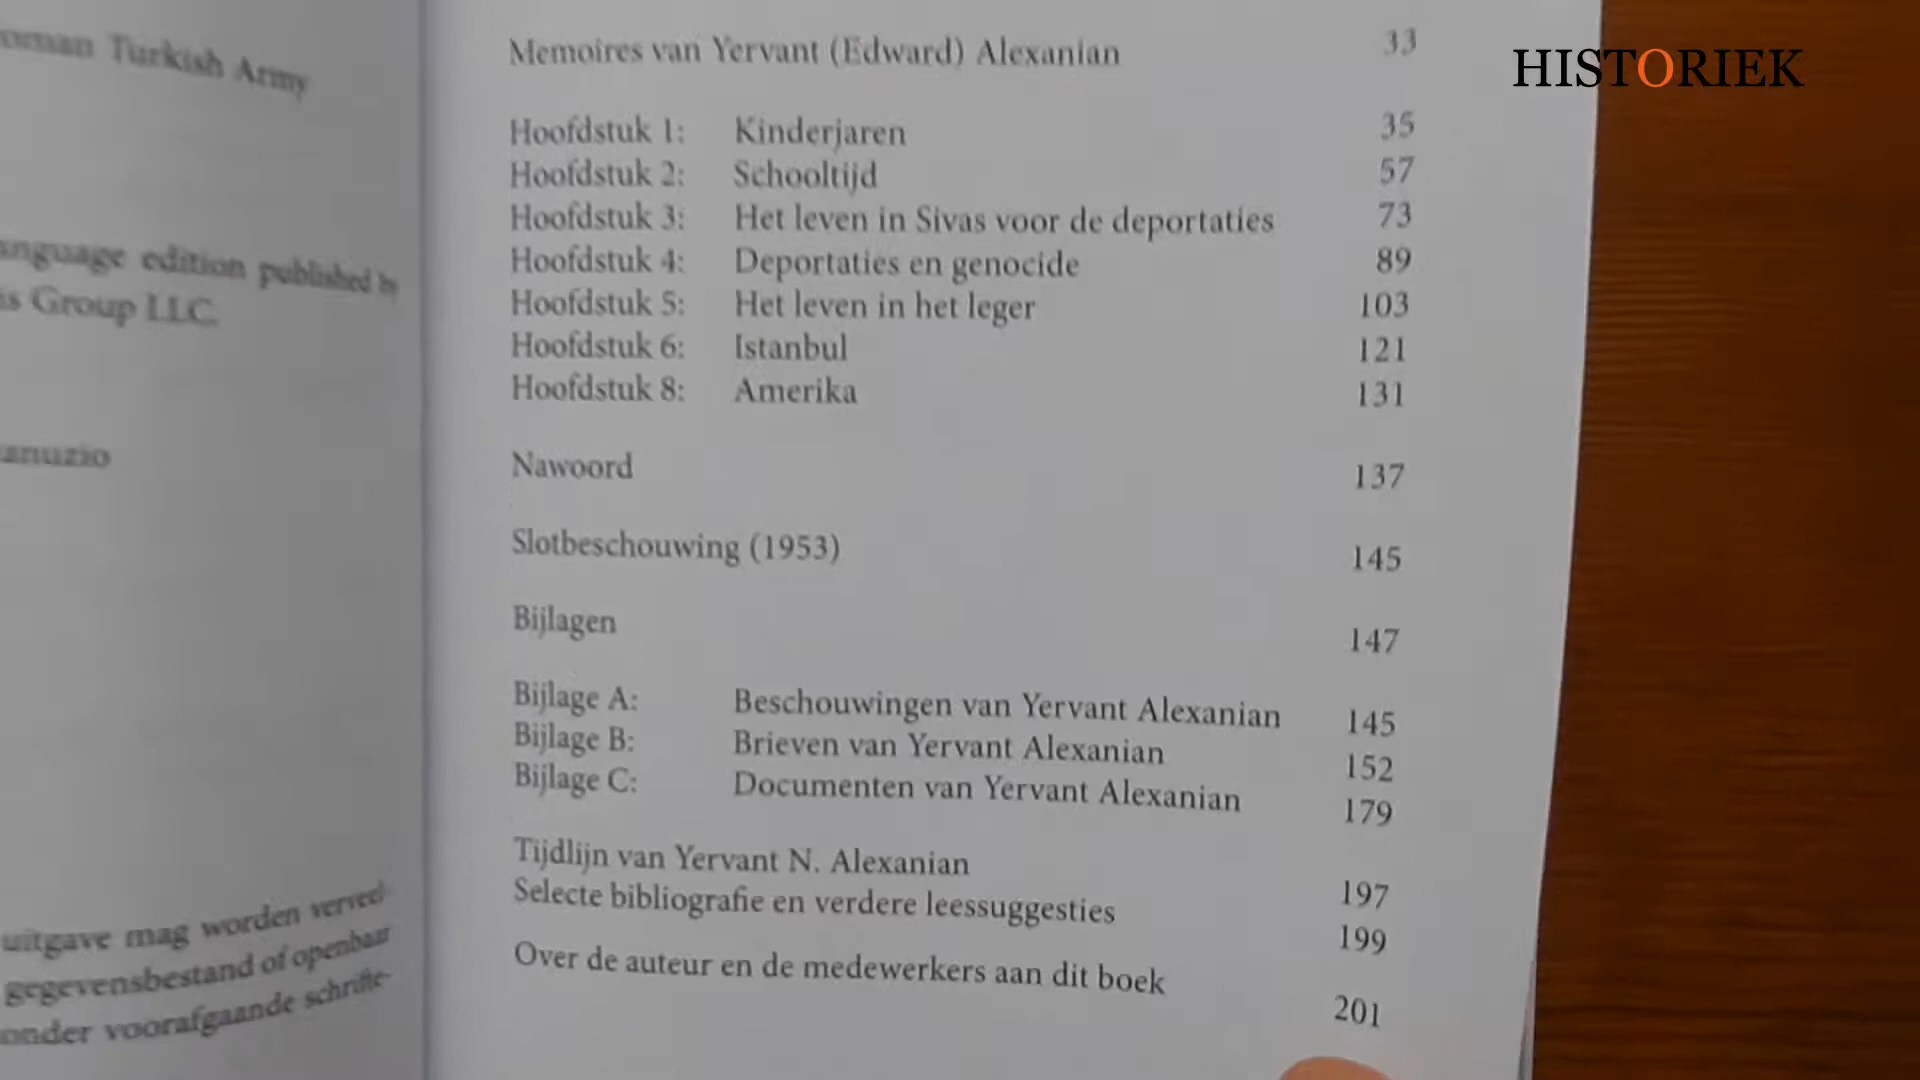 Turkish Army
edition published by
Group LLC.
uitgave mag worden
gegevensbestand of openbaar
voorafgaande schrifte-
HISTORIEK
Memoires van Yervant (Edward) Alexanian 33
Hoofdstuk 1: Kinderjaren 35
Hoofdstuk 2: Schooltijd 57
Hoofdstuk 3: Het leven in Sivas voor de deportaties 73
Hoofdstuk 4: Deportaties en genocide 89
Hoofdstuk 5: Het leven in het leger 103
Hoofdstuk 6: Istanbul 121
Hoofdstuk 8: Amerika 131
Nawoord 137
Slotbeschouwing (1953) 145
Bijlagen 147
Bijlage A: Beschouwingen van Yervant Alexanian 145
Bijlage B: Brieven van Yervant Alexanian 152
Bijlage C: Documenten van Yervant Alexanian 179
Tijdlijn van Yervant N. Alexanian 197
Selecte bibliografie en verdere leessuggesties 199
Over de auteur en de medewerkers aan dit boek 201